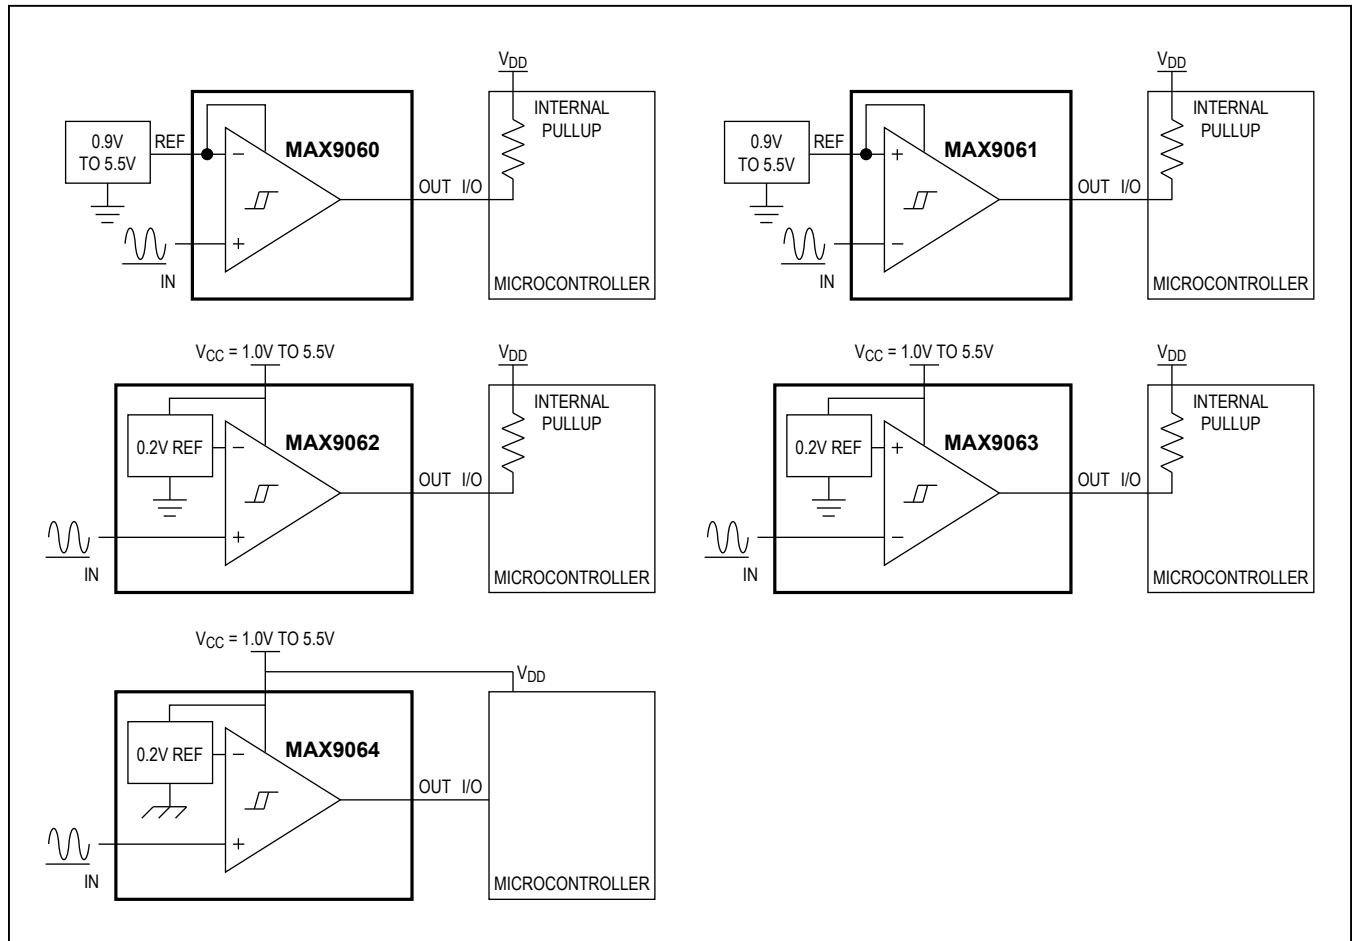 VDD
INTERNAL
PULLUP
0.9V
TO 5.5V
REF
−
MAX9060
OUT I/O
+
IN
MICROCONTROLLER
VDD
INTERNAL
PULLUP
0.9V
TO 5.5V
REF
+
MAX9061
OUT I/O
−
IN
MICROCONTROLLER
VCC = 1.0V TO 5.5V
VDD
INTERNAL
PULLUP
0.2V REF
−
MAX9062
OUT I/O
+
IN
MICROCONTROLLER
VCC = 1.0V TO 5.5V
VDD
INTERNAL
PULLUP
0.2V REF
+
MAX9063
OUT I/O
−
IN
MICROCONTROLLER
VCC = 1.0V TO 5.5V
VDD
0.2V REF
−
MAX9064
OUT I/O
+
IN
MICROCONTROLLER